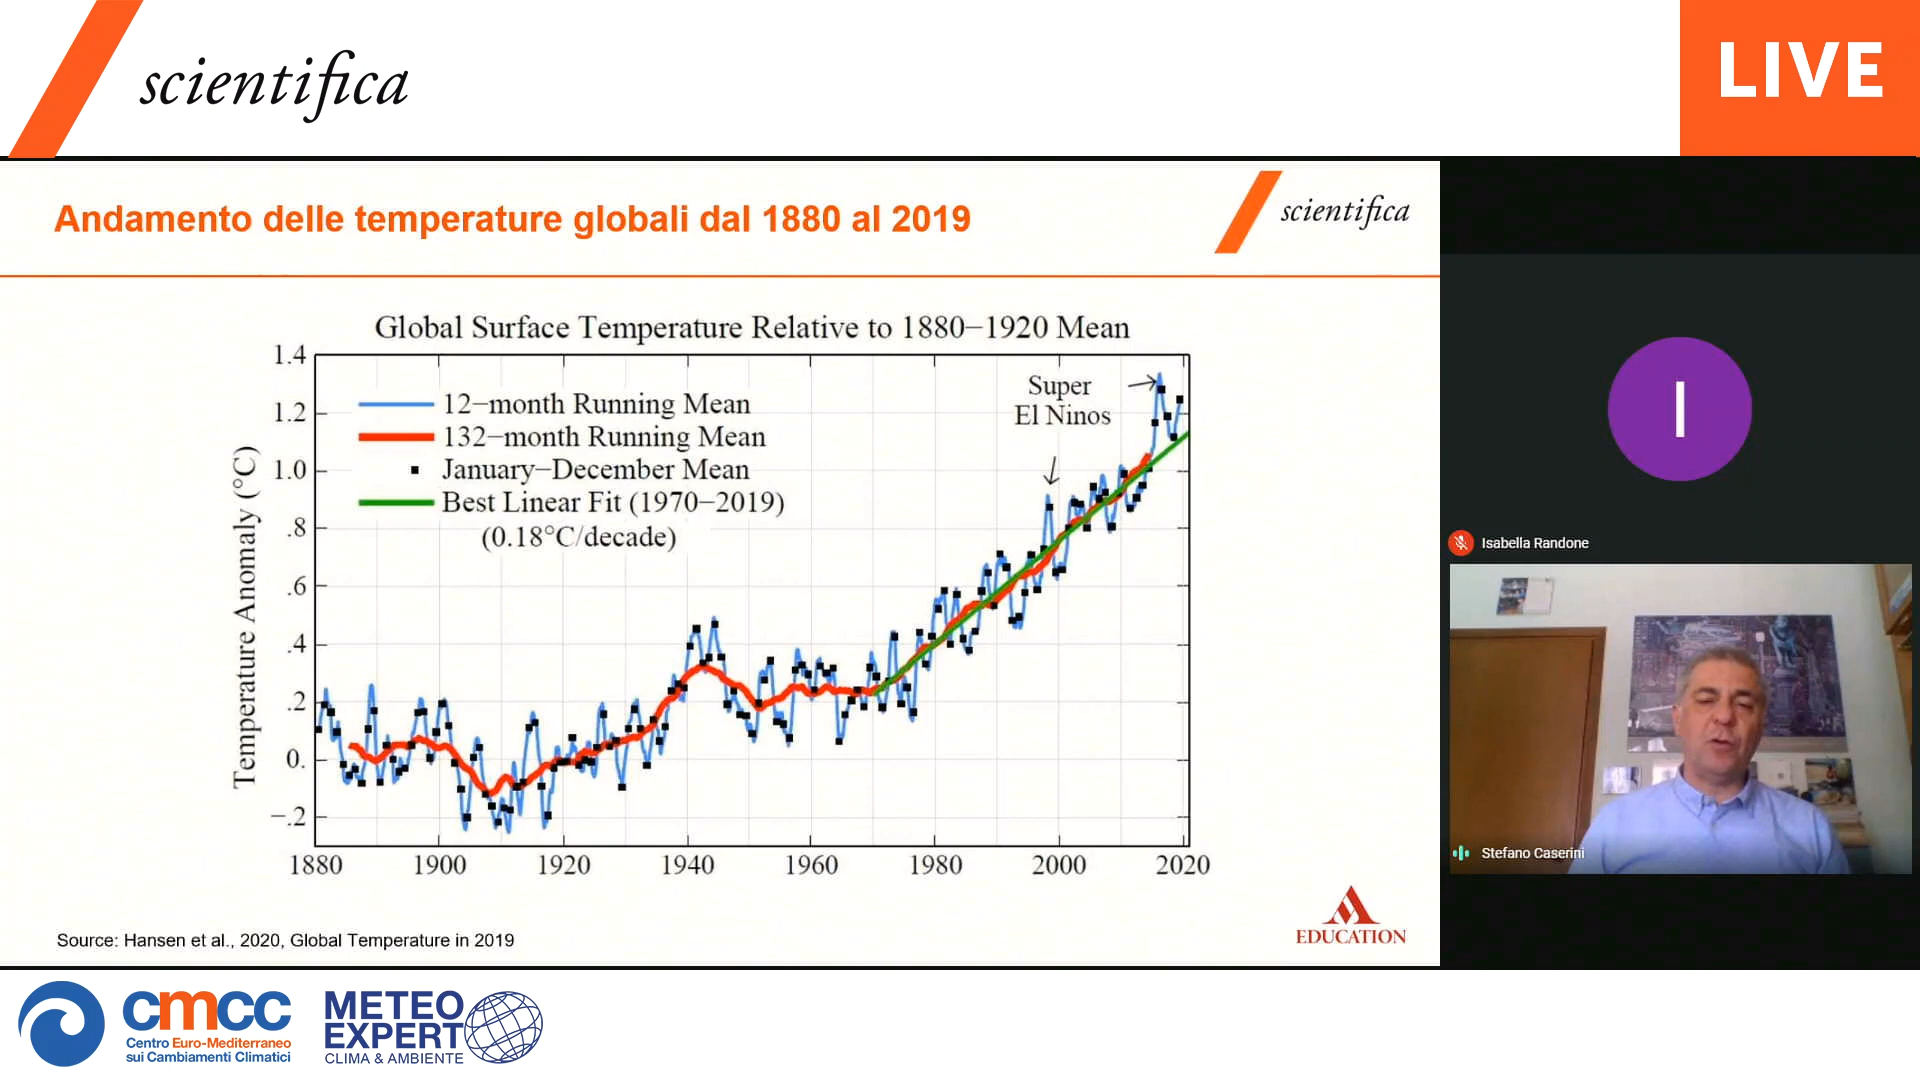 scientifica
LIVE
Andamento delle temperature globali dal 1880 al 2019
scientifica
Global Surface Temperature Relative to 1880−1920 Mean
1.4
1.2
1.0
.8
.6
.4
.2
0.
−.2
Temperature Anomaly (°C)
12−month Running Mean
132−month Running Mean
January−December Mean
Best Linear Fit (1970−2019)
(0.18°C/decade)
Super
El Ninos
1880 1900 1920 1940 1960 1980 2000 2020
Source: Hansen et al., 2020, Global Temperature in 2019
EDUCATION
I
Isabella Randone
Stefano Caserini
cmcc
Centro Euro-Mediterraneo
sui Cambiamenti Climatici
METEO
EXPERT
CLIMA & AMBIENTE